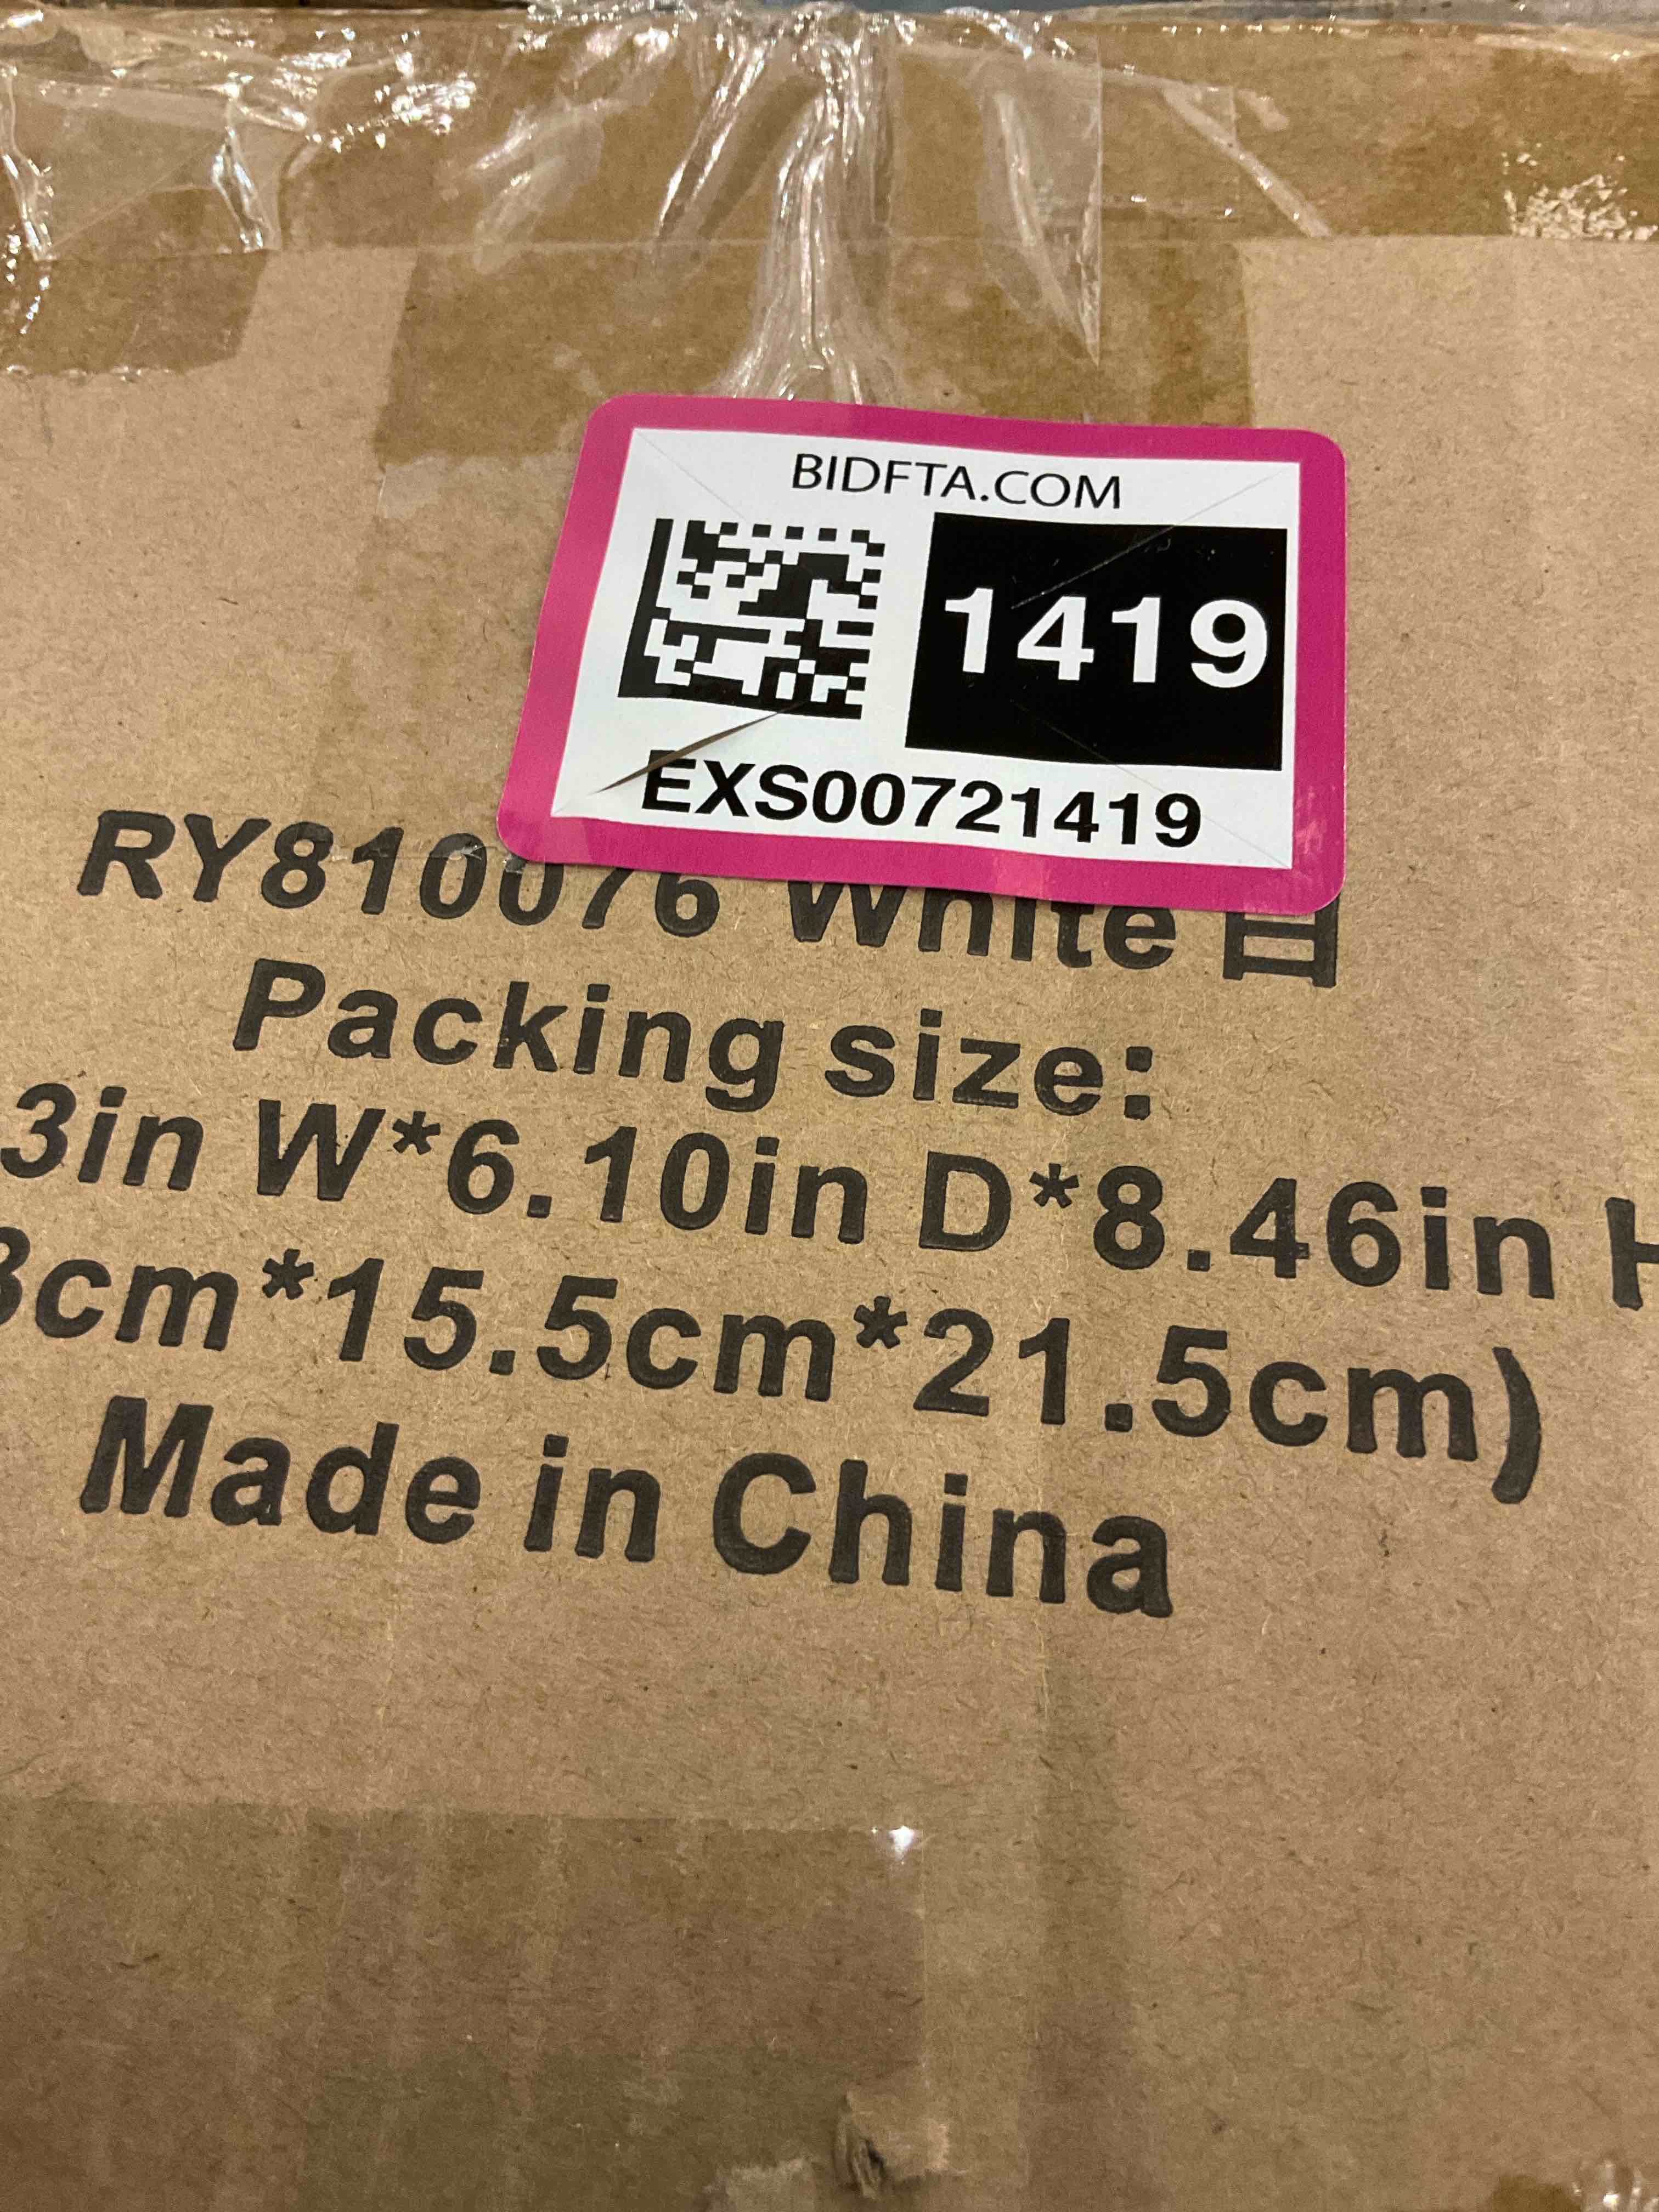 BIDFTA.COM
1419
EXS00721419
RY810076 White
Packing size:
3in W*6.10in D*8.46in H
3cm*15.5cm*21.5cm)
Made in China